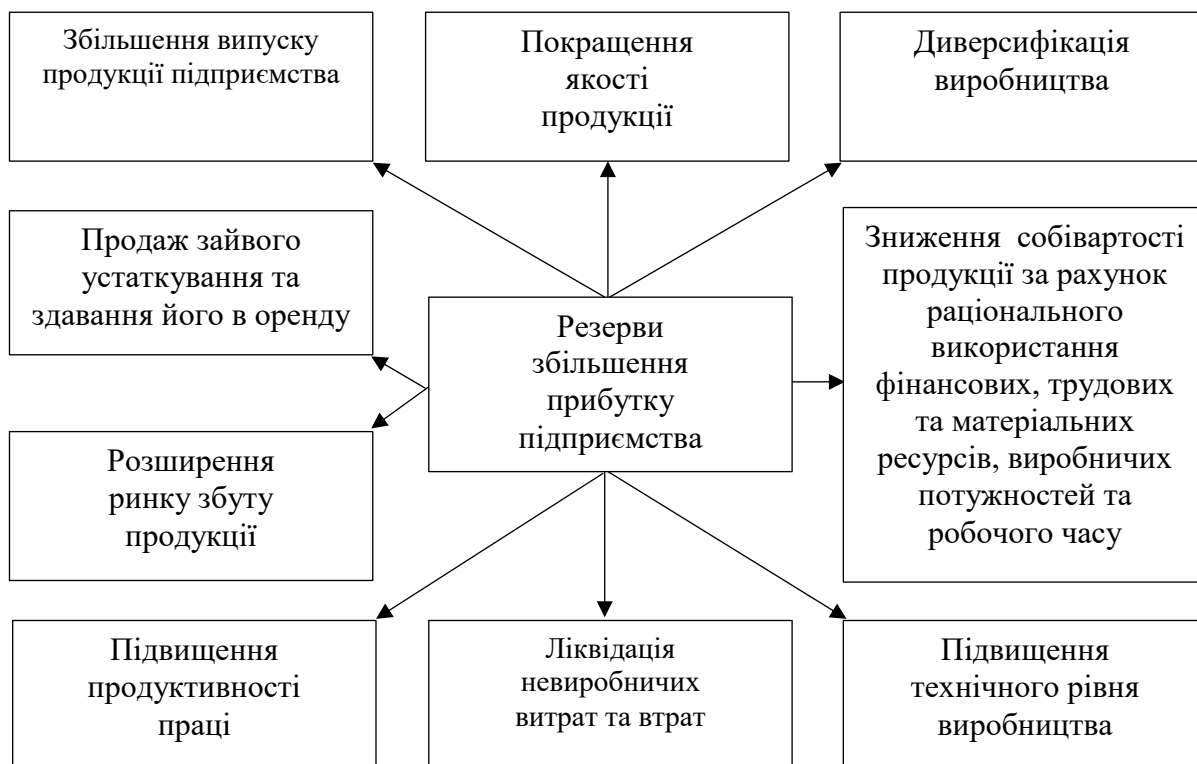 Збільшення випуску
продукції підприємства
Покращення
якості
продукції
Диверсифікація
виробництва
Продаж зайвого
устаткування та
здавання його в оренду
Резерви
збільшення
прибутку
підприємства
Зниження собівартості
продукції за рахунок
раціонального
використання
фінансових, трудових
та матеріальних
ресурсів, виробничих
потужностей та
робочого часу
Розширення
ринку збуту
продукції
Підвищення
продуктивності
праці
Ліквідація
невиробничих
витрат та втрат
Підвищення
технічного рівня
виробництва